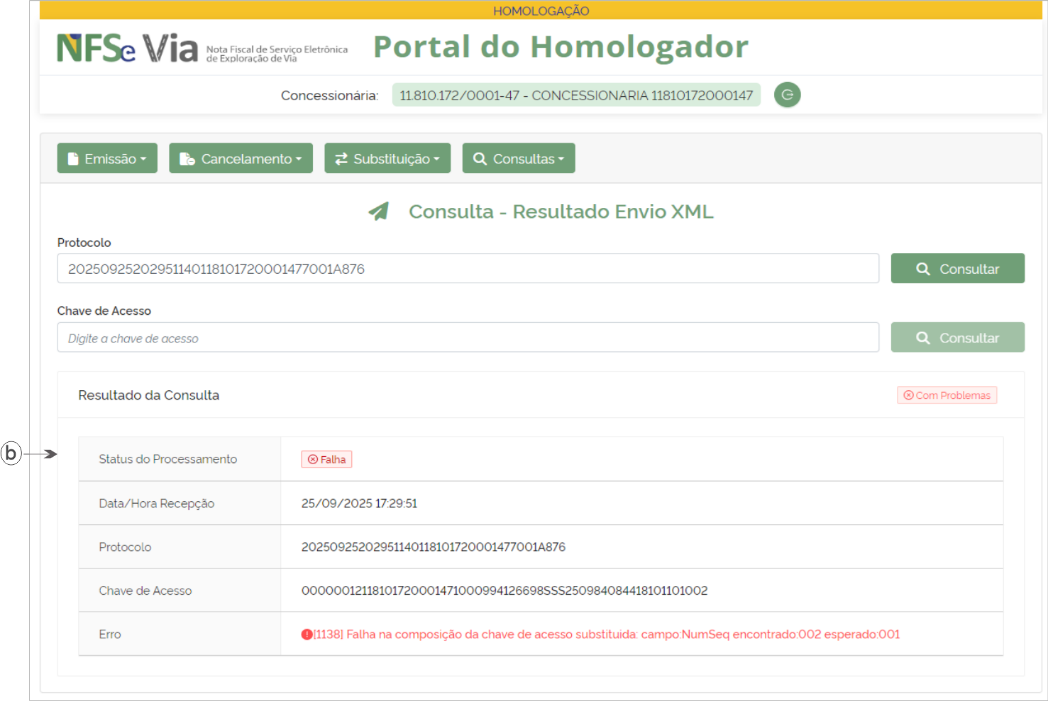 HOMOLOGAÇÃO
NFSe Via Nota Fiscal de Serviço Eletrônica de Exploração de Via Portal do Homologador
Concessionária: 11.810.172/0001-47 - CONCESSIONARIA 11810172000147
Emissão Cancelamento Substituição Consultas
Consulta - Resultado Envio XML
Protocolo
20250925202951140118101720001477001A876
Consultar
Chave de Acesso
Digite a chave de acesso
Consultar
Resultado da Consulta Com Problemas
b
Status do Processamento Falha
Data/Hora Recepção 25/09/2025 17:29:51
Protocolo 20250925202951140118101720001477001A876
Chave de Acesso 00000012118101720001471000994126698SSS250984084418101101002
Erro [1138] Falha na composição da chave de acesso substituida: campo:NumSeq encontrado:002 esperado:001